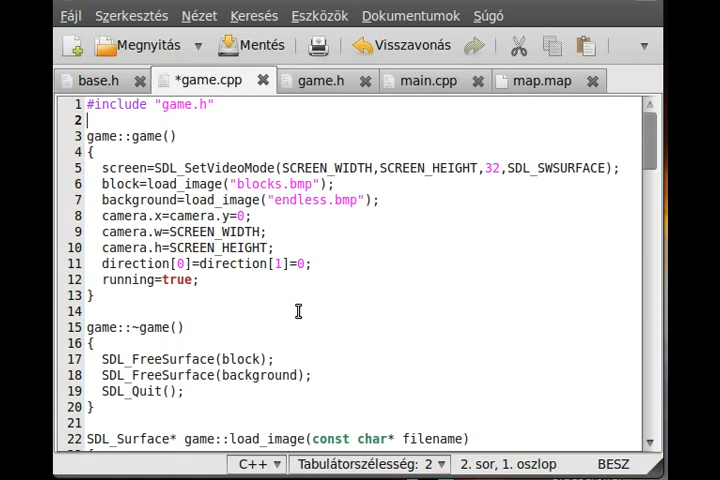 Fájl Szerkesztés Nézet Keresés Eszközök Dokumentumok Súgó
Megnyitás Mentés Visszavonás
base.h *game.cpp game.h main.cpp map.map
1 #include "game.h"
2
3 game::game()
4 {
5 screen=SDL_SetVideoMode(SCREEN_WIDTH,SCREEN_HEIGHT,32,SDL_SWSURFACE);
6 block=load_image("blocks.bmp");
7 background=load_image("endless.bmp");
8 camera.x=camera.y=0;
9 camera.w=SCREEN_WIDTH;
10 camera.h=SCREEN_HEIGHT;
11 direction[0]=direction[1]=0;
12 running=true;
13 }
14
15 game::~game()
16 {
17 SDL_FreeSurface(block);
18 SDL_FreeSurface(background);
19 SDL_Quit();
20 }
21
22 SDL_Surface* game::load_image(const char* filename)
C++ Tabulátorszélesség: 2 2. sor, 1. oszlop BESZ